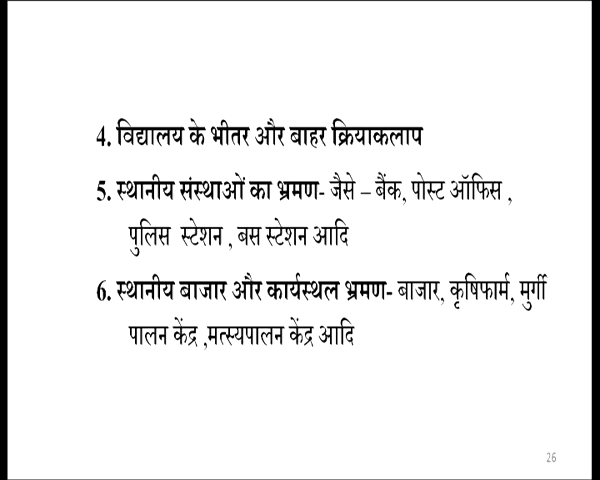 4. विद्यालय के भीतर और बाहर क्रियाकलाप
5. स्थानीय संस्थाओं का भ्रमण- जैसे – बैंक, पोस्ट ऑफिस ,
पुलिस स्टेशन , बस स्टेशन आदि
6. स्थानीय बाजार और कार्यस्थल भ्रमण- बाजार, कृषिफार्म, मुर्गी
पालन केंद्र ,मत्स्यपालन केंद्र आदि
26